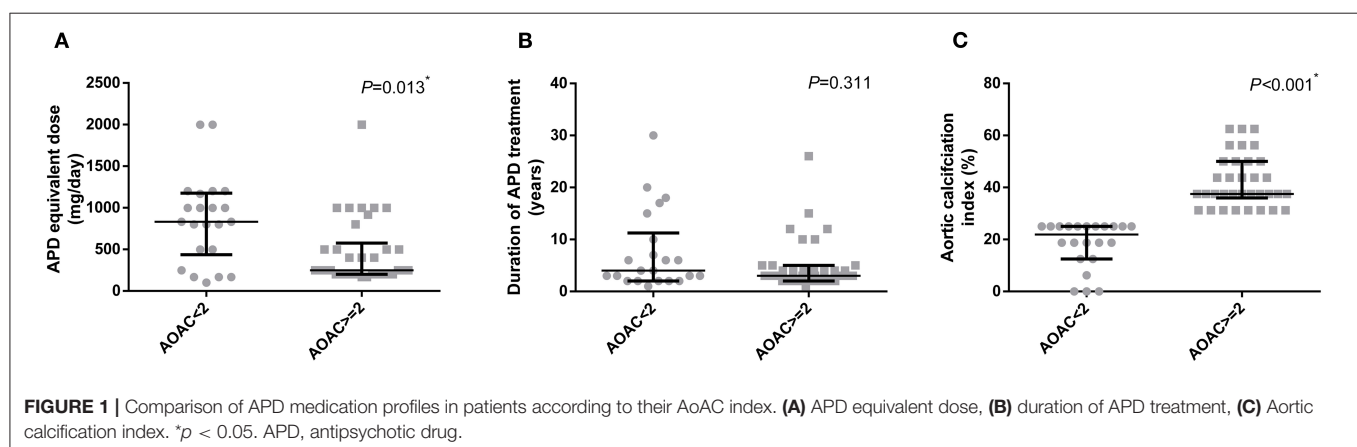 A
APD equivalent dose
(mg/day)
2500
2000
1500
1000
500
0
P=0.013*
AOAC<2
AOAC>=2
B
Duration of APD treatment
(years)
40
30
20
10
0
P=0.311
AOAC<2
AOAC>=2
C
Aortic calcifciation
index (%)
80
60
40
20
0
P<0.001*
AOAC<2
AOAC>=2
FIGURE 1 | Comparison of APD medication profiles in patients according to their AoAC index. (A) APD equivalent dose, (B) duration of APD treatment, (C) Aortic
calcification index. *p < 0.05. APD, antipsychotic drug.